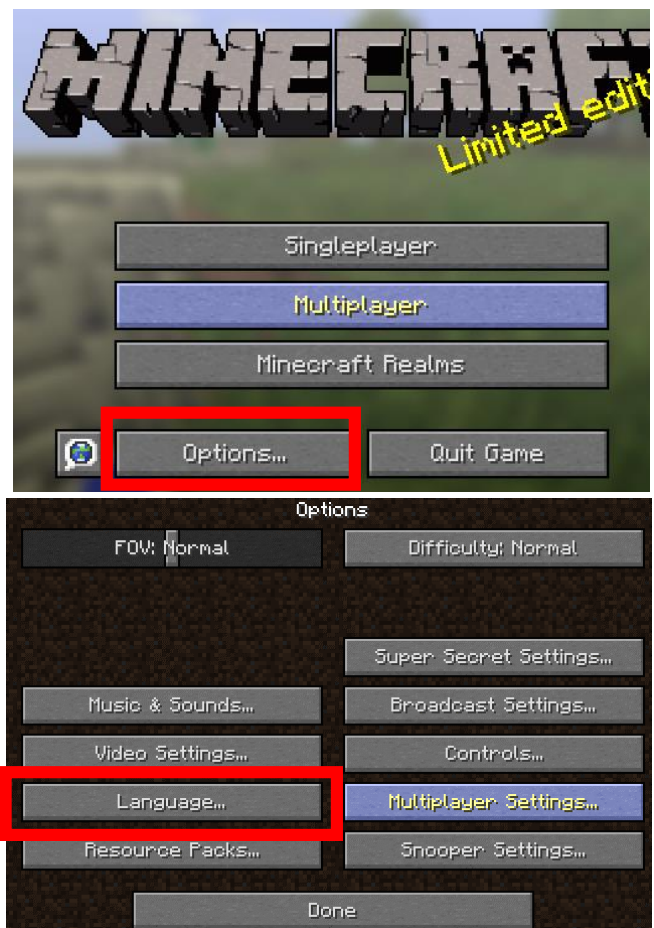 MINECRAFT
Limited edit
Singleplayer
Multiplayer
Minecraft Realms
Options...
Quit Game
Options
FOV: Normal
Difficulty: Normal
Super Secret Settings...
Music & Sounds...
Broadcast Settings...
Video Settings...
Controls...
Language...
Multiplayer Settings...
Resource Packs...
Snooper Settings...
Done